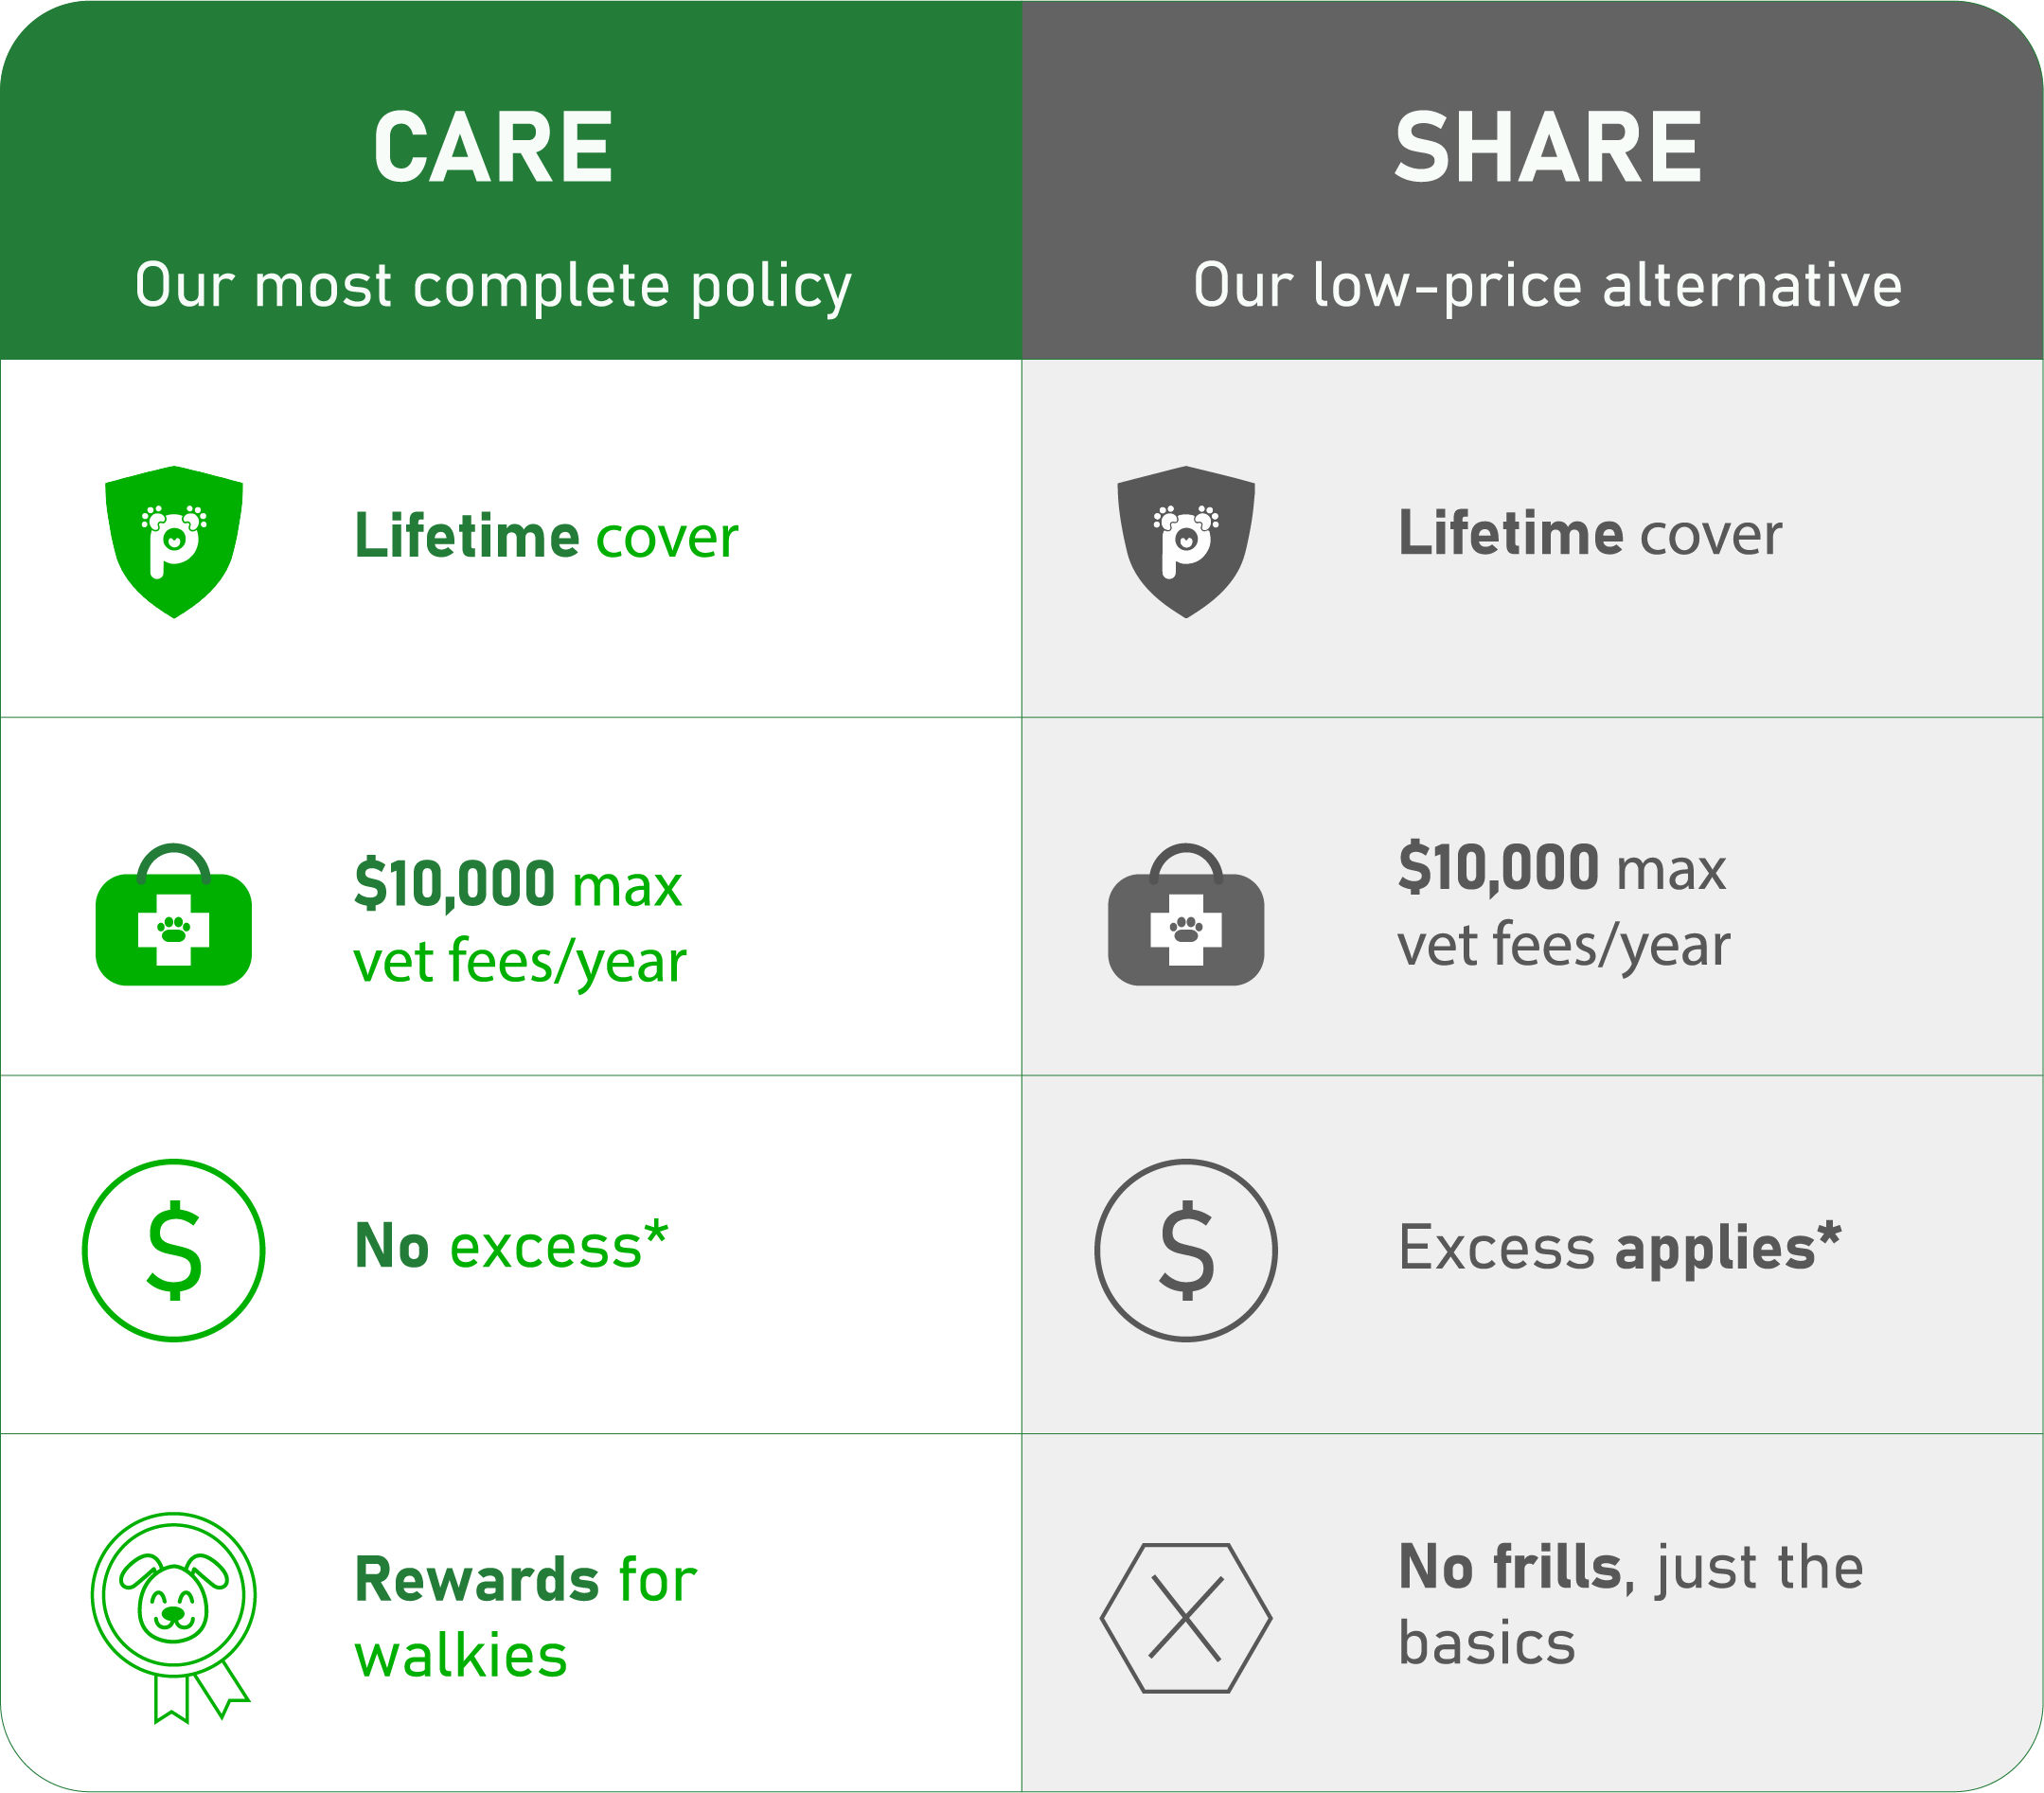 CARE
Our most complete policy
SHARE
Our low-price alternative
Lifetime cover
Lifetime cover
$10,000 max
vet fees/year
$10,000 max
vet fees/year
$
No excess*
$
Excess applies*
Rewards for
walkies
No frills, just the
basics